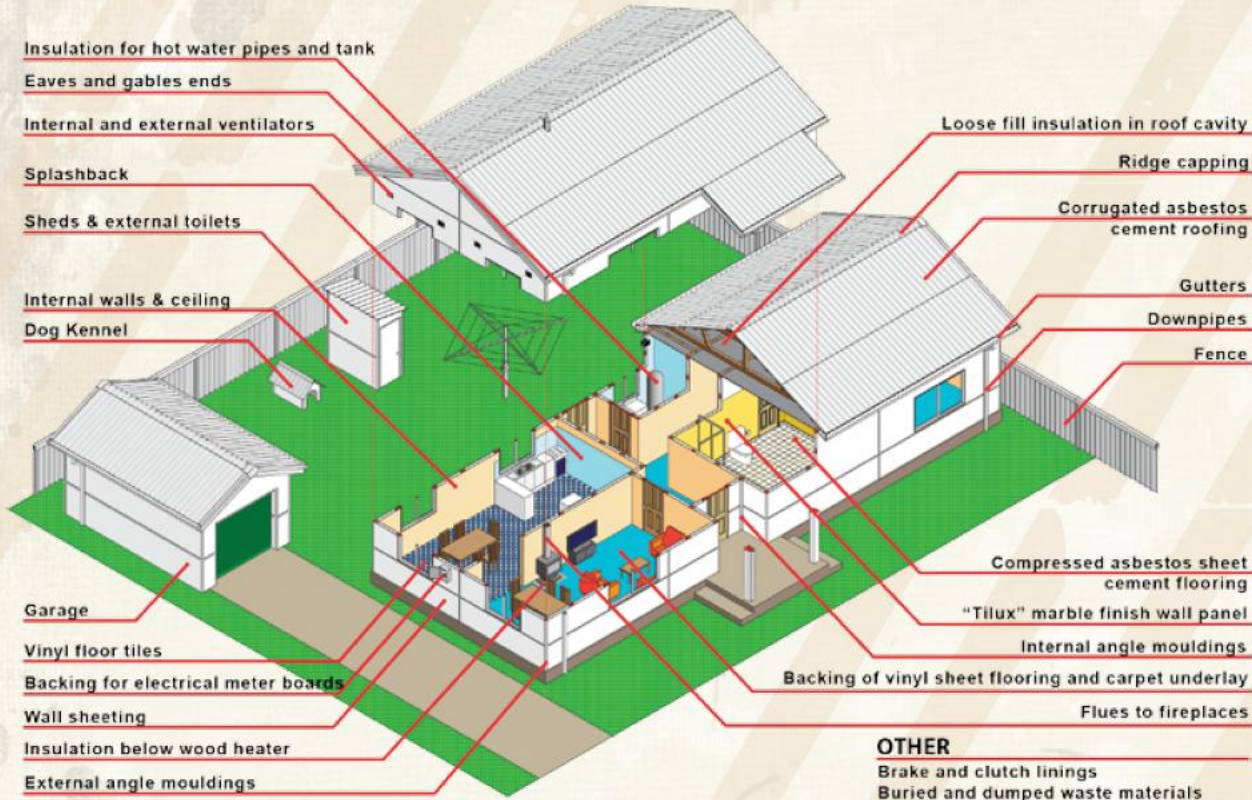 Insulation for hot water pipes and tank
Eaves and gables ends
Internal and external ventilators
Splashback
Sheds & external toilets
Internal walls & ceiling
Dog Kennel
Garage
Vinyl floor tiles
Backing for electrical meter boards
Wall sheeting
Insulation below wood heater
External angle mouldings
Loose fill insulation in roof cavity
Ridge capping
Corrugated asbestos
cement roofing
Gutters
Downpipes
Fence
Compressed asbestos sheet
cement flooring
“Tilux” marble finish wall panel
Internal angle mouldings
Backing of vinyl sheet flooring and carpet underlay
Flues to fireplaces
OTHER
Brake and clutch linings
Buried and dumped waste materials